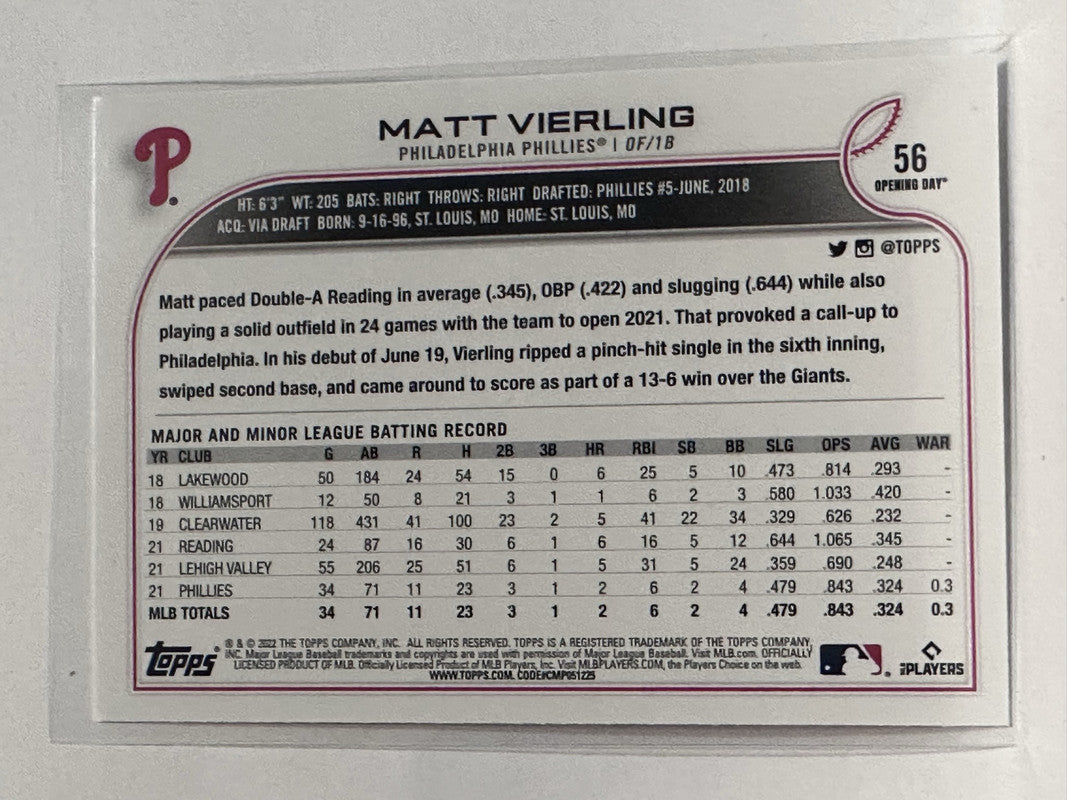 P
MATT VIERLING
PHILADELPHIA PHILLIES® | OF/1B
56
OPENING DAY™
HT: 6'3" WT: 205 BATS: RIGHT THROWS: RIGHT DRAFTED: PHILLIES #5-JUNE, 2018
ACQ: VIA DRAFT BORN: 9-16-96, ST. LOUIS, MO HOME: ST. LOUIS, MO
@TOPPS
Matt paced Double-A Reading in average (.345), OBP (.422) and slugging (.644) while also
playing a solid outfield in 24 games with the team to open 2021. That provoked a call-up to
Philadelphia. In his debut of June 19, Vierling ripped a pinch-hit single in the sixth inning,
swiped second base, and came around to score as part of a 13-6 win over the Giants.
MAJOR AND MINOR LEAGUE BATTING RECORD
YR CLUB G AB R H 2B 3B HR RBI SB BB SLG OPS AVG WAR
18 LAKEWOOD 50 184 24 54 15 0 6 25 5 10 .473 .814 .293 -
18 WILLIAMSPORT 12 50 8 21 3 1 1 6 2 3 .580 1.033 .420 -
19 CLEARWATER 118 431 41 100 23 2 5 41 22 34 .329 .626 .232 -
21 READING 24 87 16 30 6 1 6 16 5 12 .644 1.065 .345 -
21 LEHIGH VALLEY 55 206 25 51 6 1 5 31 5 24 .359 .690 .248 -
21 PHILLIES 34 71 11 23 3 1 2 6 2 4 .479 .843 .324 0.3
MLB TOTALS 34 71 11 23 3 1 2 6 2 4 .479 .843 .324 0.3
Topps®
® & © 2022 THE TOPPS COMPANY, INC. ALL RIGHTS RESERVED. TOPPS IS A REGISTERED TRADEMARK OF THE TOPPS COMPANY,
INC. Major League Baseball trademarks and copyrights are used with permission of Major League Baseball. Visit MLB.com. OFFICIALLY
LICENSED PRODUCT OF MLB. Officially Licensed Product of MLB Players, Inc. Visit MLBPLAYERS.COM, the Players Choice on the web.
WWW.TOPPS.COM. CODE#CMP051225
PLAYERS